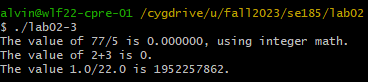 alvin@wlf22-cpre-01 /cygdrive/u/fall2023/se185/lab02
$ ./lab02-3
The value of 77/5 is 0.000000, using integer math.
The value of 2+3 is 0.
The value of 1.0/22.0 is 1952257862.